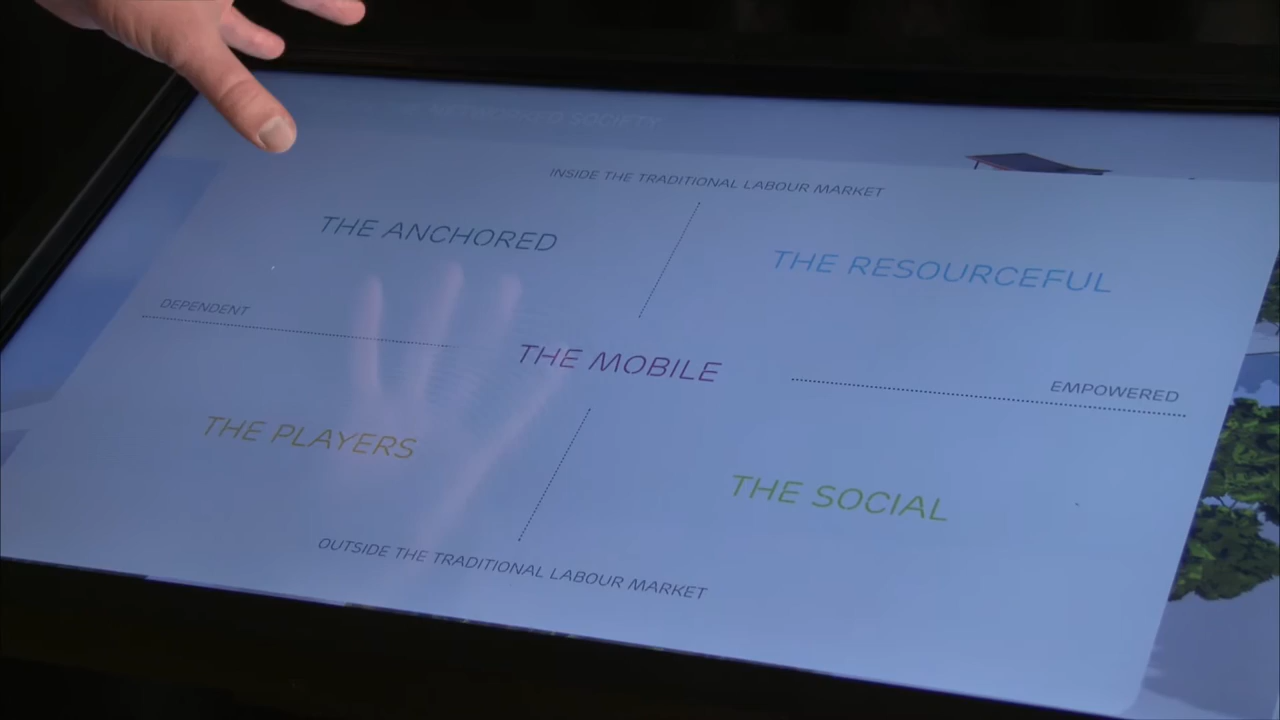 INSIDE THE TRADITIONAL LABOUR MARKET
THE ANCHORED
THE RESOURCEFUL
DEPENDENT
THE MOBILE
EMPOWERED
THE PLAYERS
THE SOCIAL
OUTSIDE THE TRADITIONAL LABOUR MARKET